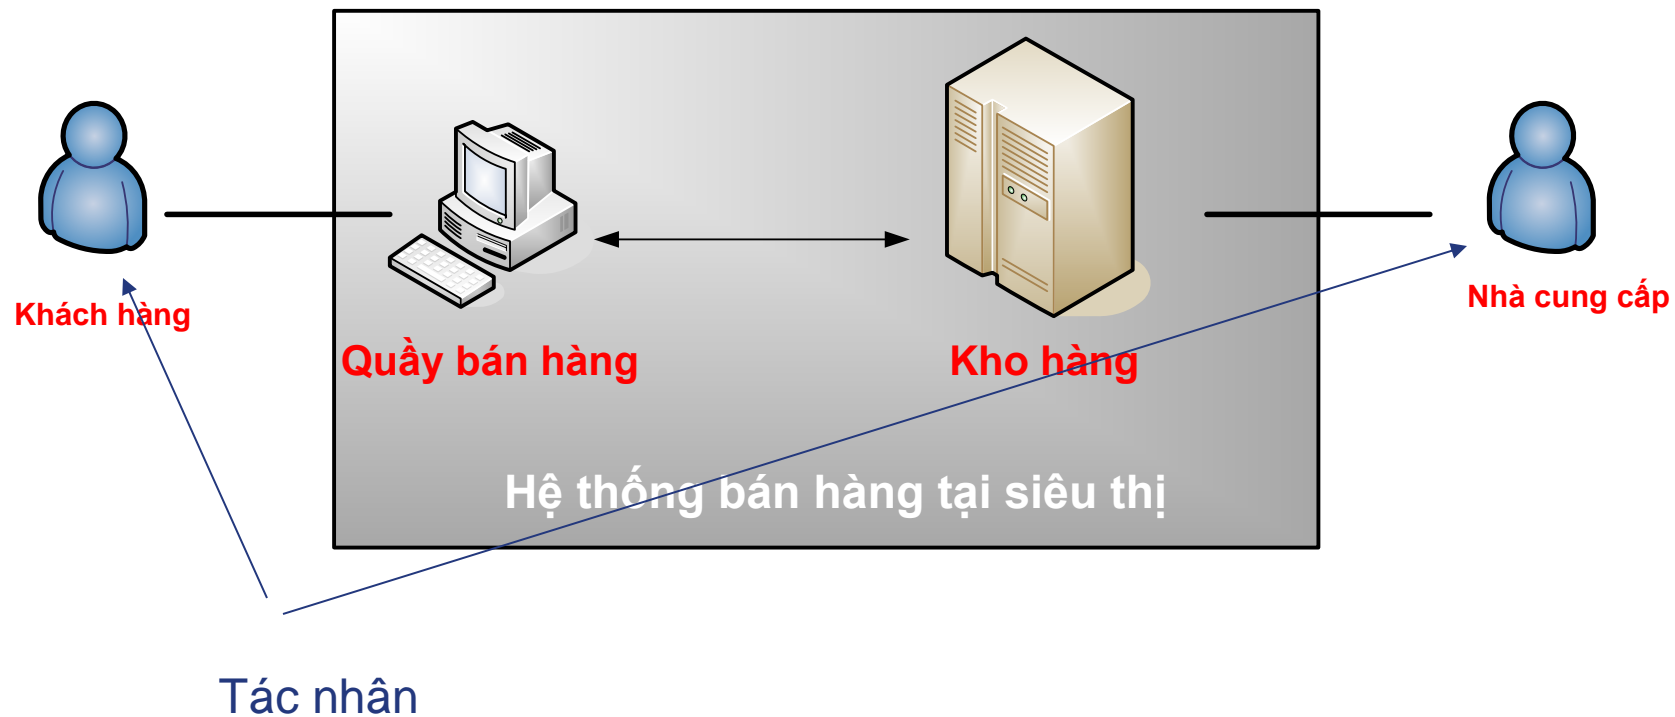 Khách hàng
Nhà cung cấp
Quầy bán hàng
Kho hàng
Hệ thống bán hàng tại siêu thị
Tác nhân